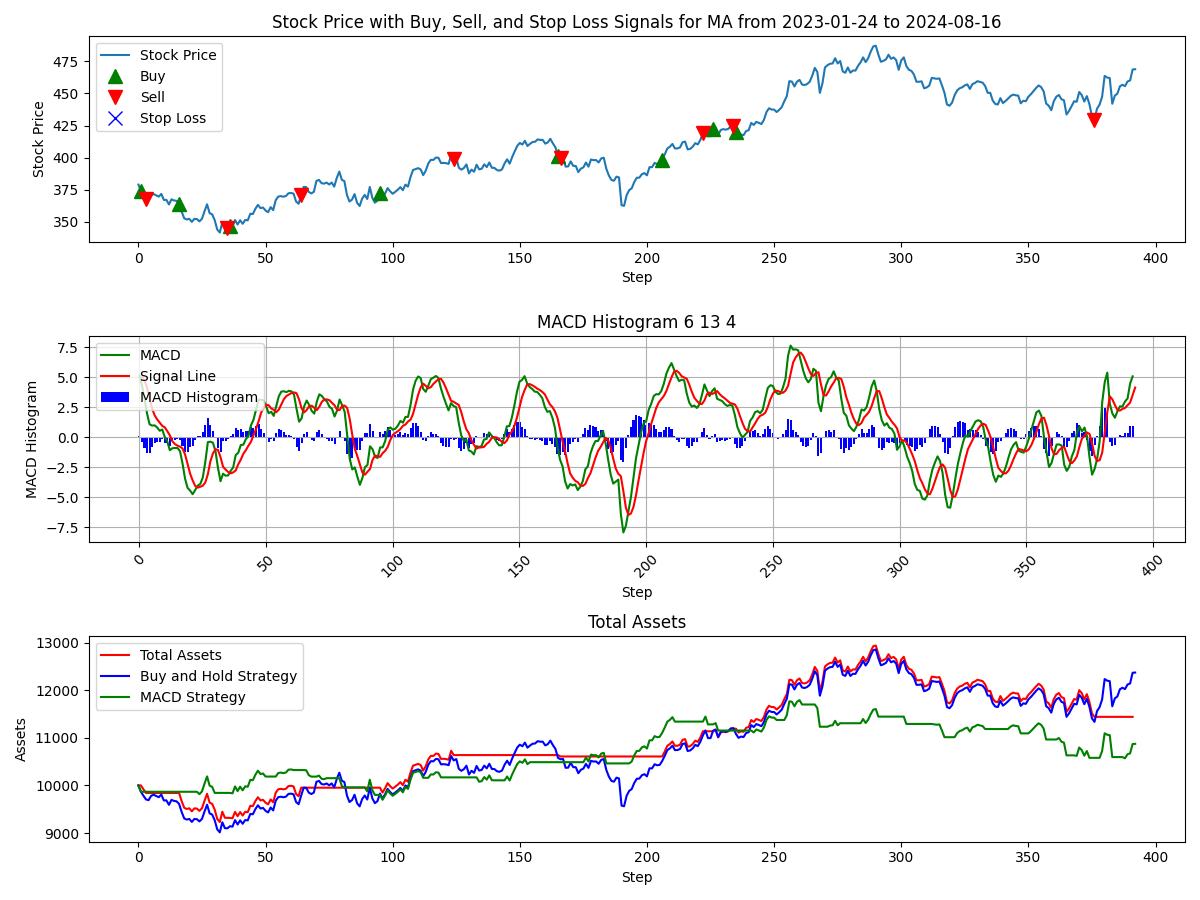 Stock Price with Buy, Sell, and Stop Loss Signals for MA from 2023-01-24 to 2024-08-16
Stock Price
Buy
Sell
Stop Loss
Stock Price
475
450
425
400
375
350
0 50 100 150 200 250 300 350 400
Step
MACD Histogram 6 13 4
MACD
Signal Line
MACD Histogram
MACD Histogram
7.5
5.0
2.5
0.0
−2.5
−5.0
−7.5
0 50 100 150 200 250 300 350 400
Step
Total Assets
Total Assets
Buy and Hold Strategy
MACD Strategy
Assets
13000
12000
11000
10000
9000
0 50 100 150 200 250 300 350 400
Step